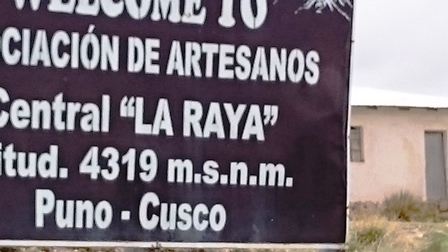 WELCOME TO
CIACIÓN DE ARTESANOS
Central "LA RAYA"
itud. 4319 m.s.n.m.
Puno - Cusco